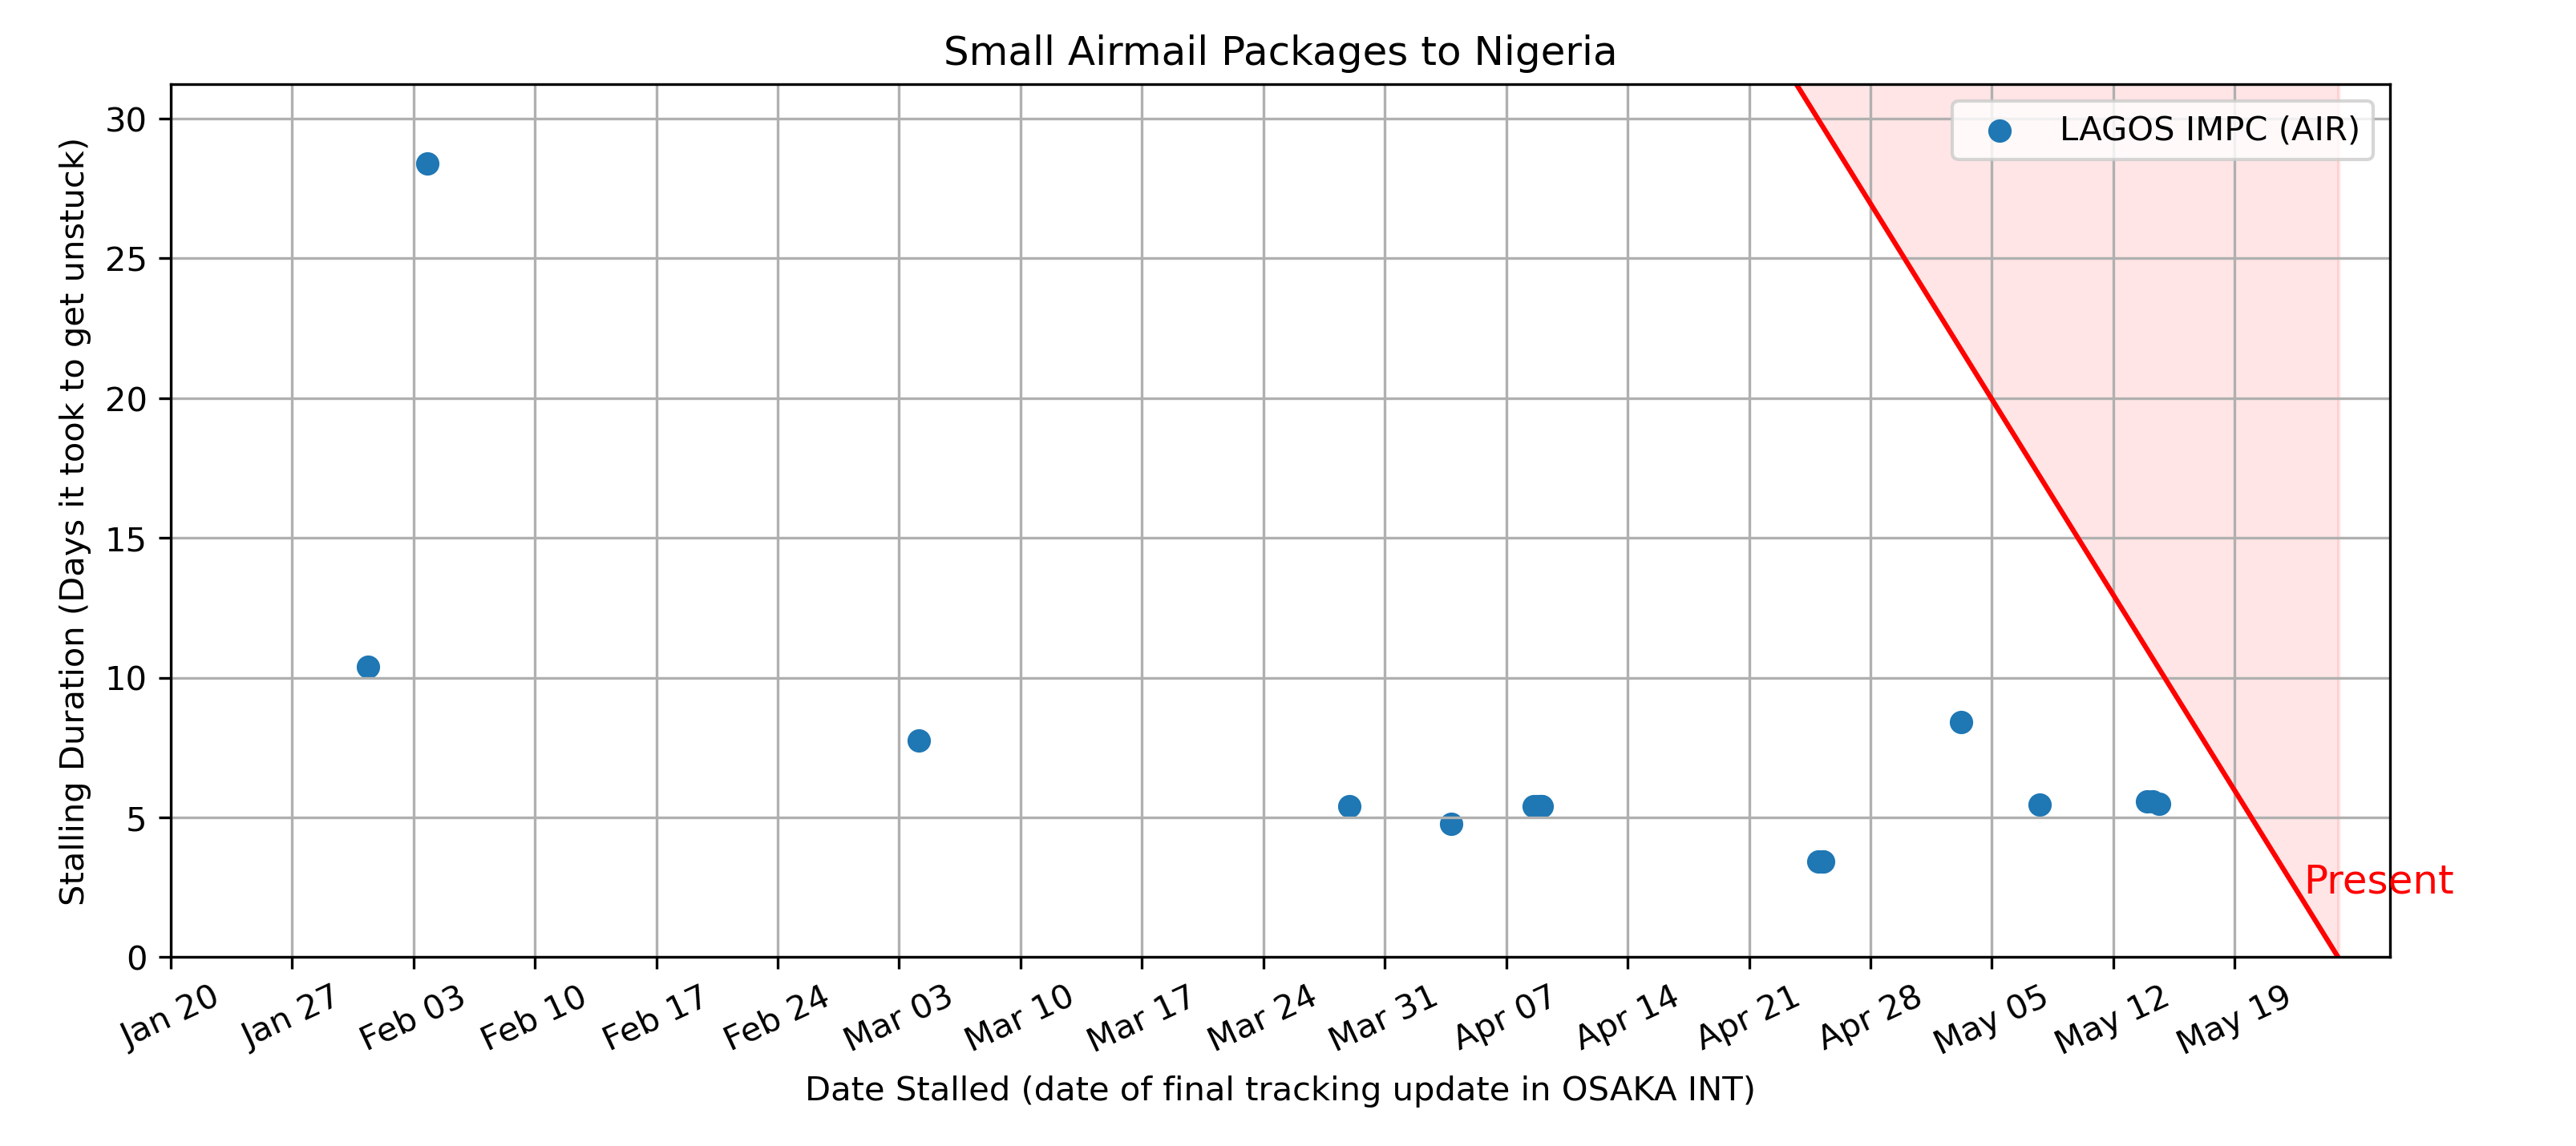 Small Airmail Packages to Nigeria
LAGOS IMPC (AIR)
Stalling Duration (Days it took to get unstuck)
30
25
20
15
10
5
0
Present
Jan 20
Jan 27
Feb 03
Feb 10
Feb 17
Feb 24
Mar 03
Mar 10
Mar 17
Mar 24
Mar 31
Apr 07
Apr 14
Apr 21
Apr 28
May 05
May 12
May 19
Date Stalled (date of final tracking update in OSAKA INT)